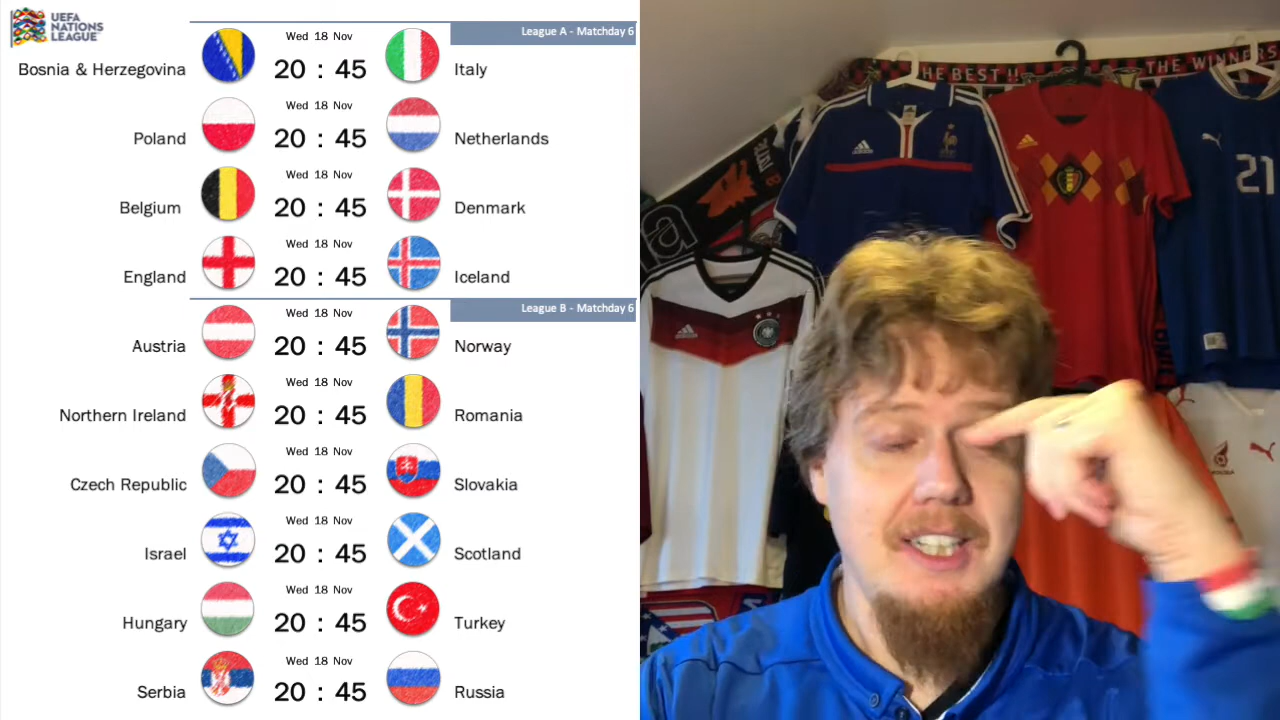 UEFA
NATIONS
LEAGUE
League A - Matchday 6
Wed 18 Nov
Bosnia & Herzegovina 20 : 45 Italy
Wed 18 Nov
Poland 20 : 45 Netherlands
Wed 18 Nov
Belgium 20 : 45 Denmark
Wed 18 Nov
England 20 : 45 Iceland
League B - Matchday 6
Wed 18 Nov
Austria 20 : 45 Norway
Wed 18 Nov
Northern Ireland 20 : 45 Romania
Wed 18 Nov
Czech Republic 20 : 45 Slovakia
Wed 18 Nov
Israel 20 : 45 Scotland
Wed 18 Nov
Hungary 20 : 45 Turkey
Wed 18 Nov
Serbia 20 : 45 Russia
HE BEST !!
THE WINNERS
21